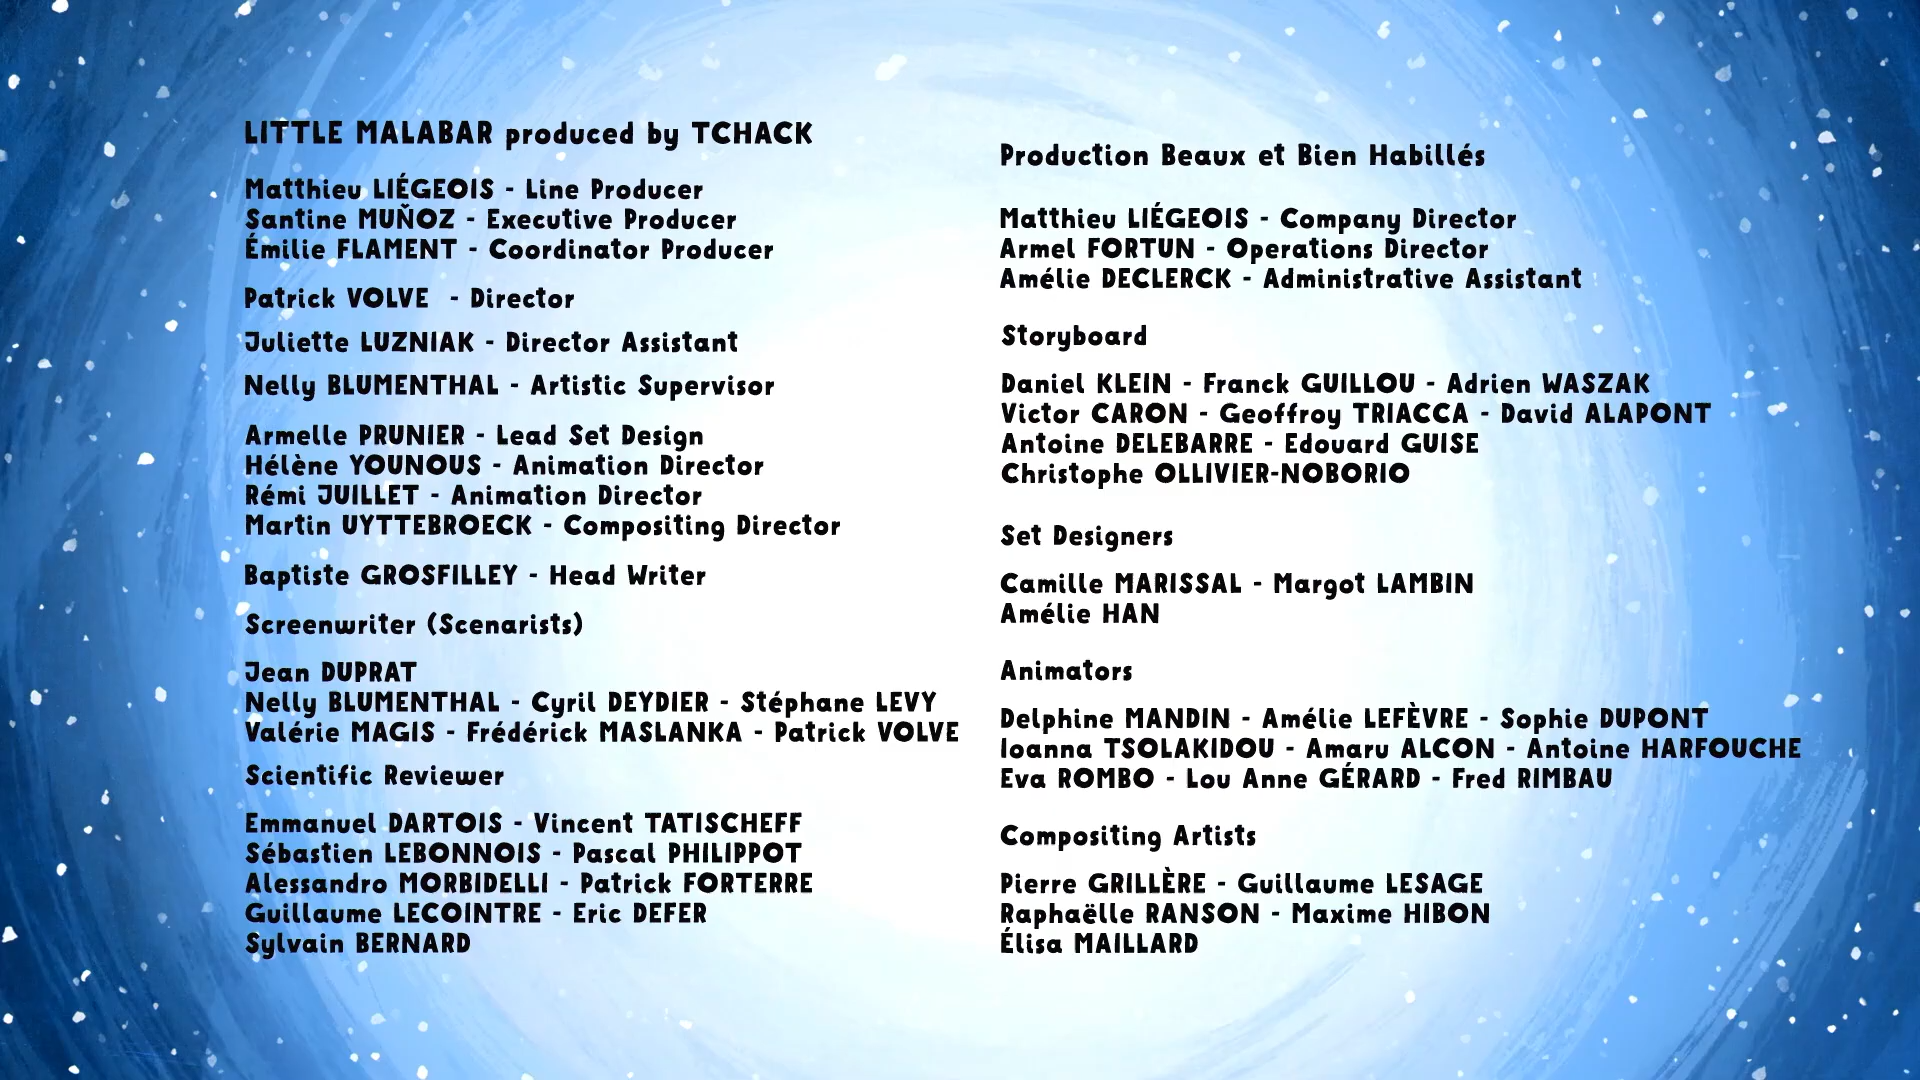 LITTLE MALABAR produced by TCHACK
Matthieu LIÉGEOIS - Line Producer
Santine MUÑOZ - Executive Producer
Émilie FLAMENT - Coordinator Producer
Patrick VOLVE - Director
Juliette LUZNIAK - Director Assistant
Nelly BLUMENTHAL - Artistic Supervisor
Armelle PRUNIER - Lead Set Design
Hélène YOUNOUS - Animation Director
Rémi JUILLET - Animation Director
Martin UYTTEBROECK - Compositing Director
Baptiste GROSFILLEY - Head Writer
Screenwriter (Scenarists)
Jean DUPRAT
Nelly BLUMENTHAL - Cyril DEYDIER - Stéphane LEVY
Valérie MAGIS - Frédérick MASLANKA - Patrick VOLVE
Scientific Reviewer
Emmanuel DARTOIS - Vincent TATISCHEFF
Sébastien LEBONNOIS - Pascal PHILIPPOT
Alessandro MORBIDELLI - Patrick FORTERRE
Guillaume LECOINTRE - Eric DEFER
Sylvain BERNARD
Production Beaux et Bien Habillés
Matthieu LIÉGEOIS - Company Director
Armel FORTUN - Operations Director
Amélie DECLERCK - Administrative Assistant
Storyboard
Daniel KLEIN - Franck GUILLOU - Adrien WASZAK
Victor CARON - Geoffroy TRIACCA - David ALAPONT
Antoine DELEBARRE - Edouard GUISE
Christophe OLLIVIER-NOBORIO
Set Designers
Camille MARISSAL - Margot LAMBIN
Amélie HAN
Animators
Delphine MANDIN - Amélie LEFÈVRE - Sophie DUPONT
Ioanna TSOLAKIDOU - Amaru ALCON - Antoine HARFOUCHE
Eva ROMBO - Lou Anne GÉRARD - Fred RIMBAU
Compositing Artists
Pierre GRILLÈRE - Guillaume LESAGE
Raphaëlle RANSON - Maxime HIBON
Élisa MAILLARD